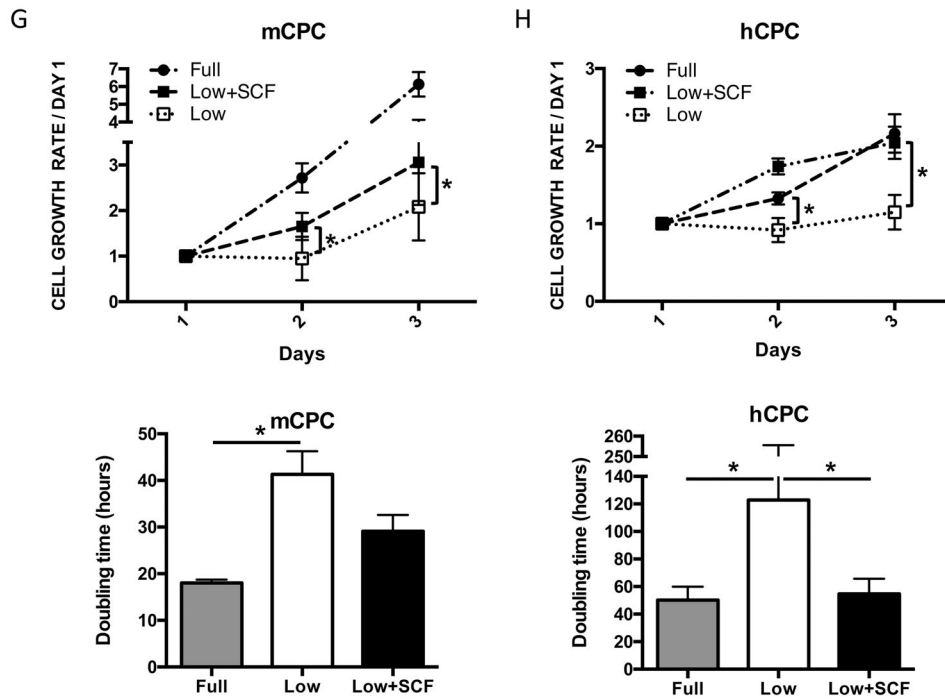 G
mCPC
CELL GROWTH RATE / DAY 1
7
6
5
4
3
2
1
0
Full
Low+SCF
Low
*
*
1
2
3
Days
H
hCPC
CELL GROWTH RATE / DAY 1
3
2
1
0
Full
Low+SCF
Low
*
*
1
2
3
Days
mCPC
Doubling time (hours)
50
40
30
20
10
0
*
Full
Low
Low+SCF
hCPC
Doubling time (hours)
260
250
140
120
100
80
60
40
20
0
*
*
Full
Low
Low+SCF